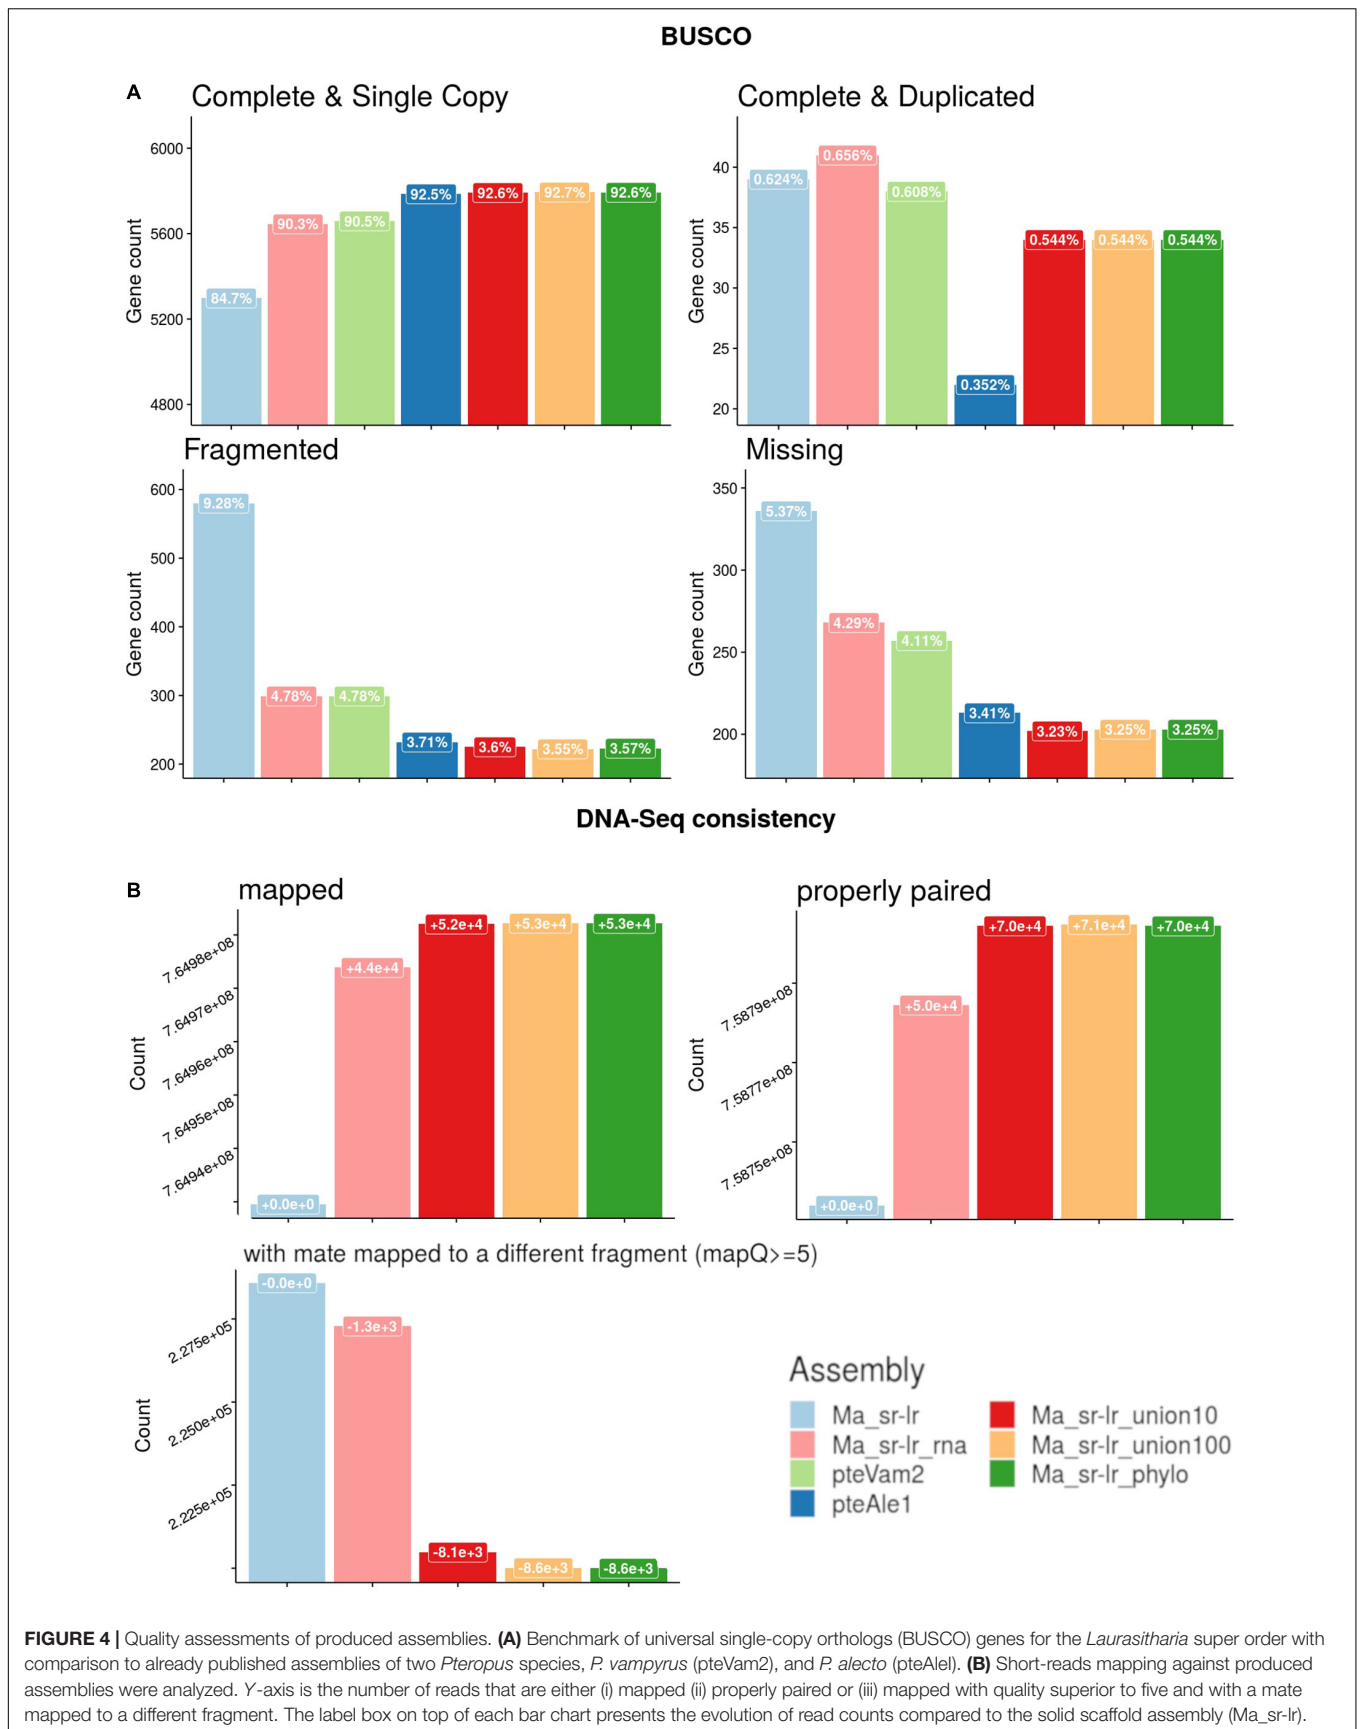 BUSCO
A
Complete & Single Copy
Gene count
6000
5600
5200
4800
84.7%
90.3%
90.5%
92.5%
92.6%
92.7%
92.6%
Complete & Duplicated
Gene count
40
35
30
25
20
0.624%
0.656%
0.608%
0.352%
0.544%
0.544%
0.544%
Fragmented
Gene count
600
500
400
300
200
9.28%
4.78%
4.78%
3.71%
3.6%
3.55%
3.57%
Missing
Gene count
350
300
250
200
5.37%
4.29%
4.11%
3.41%
3.23%
3.25%
3.25%
DNA-Seq consistency
B
mapped
Count
7.6498e+08
7.6497e+08
7.6496e+08
7.6495e+08
7.6494e+08
+0.0e+0
+4.4e+4
+5.2e+4
+5.3e+4
+5.3e+4
properly paired
Count
7.5879e+08
7.5877e+08
7.5875e+08
+0.0e+0
+5.0e+4
+7.0e+4
+7.1e+4
+7.0e+4
with mate mapped to a different fragment (mapQ>=5)
Count
2.275e+05
2.250e+05
2.225e+05
-0.0e+0
-1.3e+3
-8.1e+3
-8.6e+3
-8.6e+3
Assembly
Ma_sr-lr
Ma_sr-lr_rna
pteVam2
pteAle1
Ma_sr-lr_union10
Ma_sr-lr_union100
Ma_sr-lr_phylo
FIGURE 4 | Quality assessments of produced assemblies. (A) Benchmark of universal single-copy orthologs (BUSCO) genes for the Laurasitharia super order with
comparison to already published assemblies of two Pteropus species, P. vampyrus (pteVam2), and P. alecto (pteAlel). (B) Short-reads mapping against produced
assemblies were analyzed. Y-axis is the number of reads that are either (i) mapped (ii) properly paired or (iii) mapped with quality superior to five and with a mate
mapped to a different fragment. The label box on top of each bar chart presents the evolution of read counts compared to the solid scaffold assembly (Ma_sr-lr).